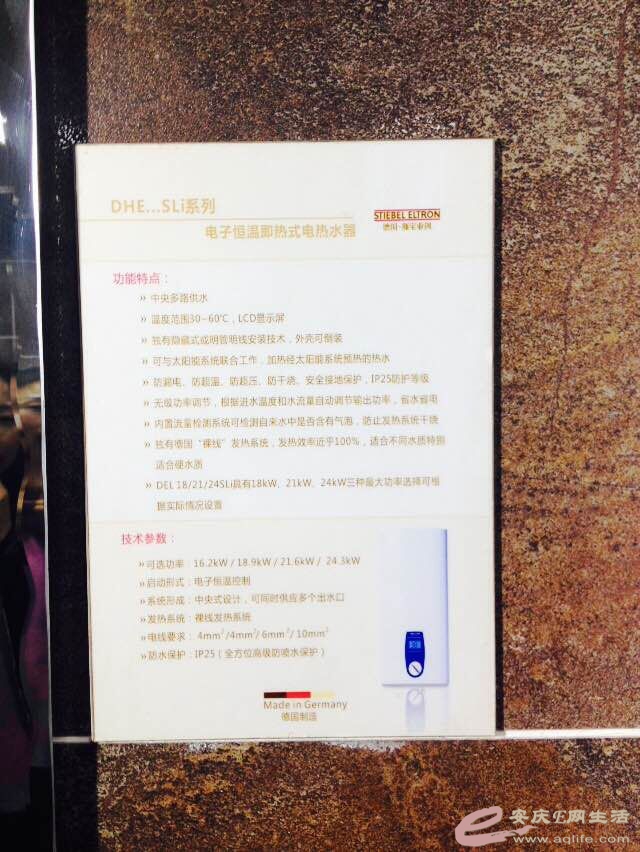 DHE...SLi系列
电子恒温即热式电热水器
STIEBEL ELTRON
德国·斯宝亚创
功能特点：
» 中央多路供水
» 温度范围30~60℃，LCD显示屏
» 独有隐藏式或明管明线安装技术，外壳可倒装
» 可与太阳能系统联合工作，加热经太阳能系统预热的热水
» 防漏电、防超温、防超压、防干烧、安全接地保护，IP25防护等级
» 无级功率调节，根据进水温度和水流量自动调节输出功率，省水省电
» 内置流量检测系统可检测自来水中是否含有气泡，防止发热系统干烧
» 独有德国“裸线”发热系统，发热效率近乎100%，适合不同水质特别
适合硬水质
» DEL 18/21/24SLi具有18kW、21kW、24kW三种最大功率选择可根
据实际情况设置
技术参数：
» 可选功率 16.2kW / 18.9kW / 21.6kW / 24.3kW
» 启动形式：电子恒温控制
» 系统形成：中央式设计，可同时供应多个出水口
» 发热系统：裸线发热系统
» 电线要求：4mm²/4mm²/ 6mm²/ 10mm²
» 防水保护：IP25（全方位高级防喷水保护）
Made in Germany
德国制造
安庆E网生活
www.aqlife.com